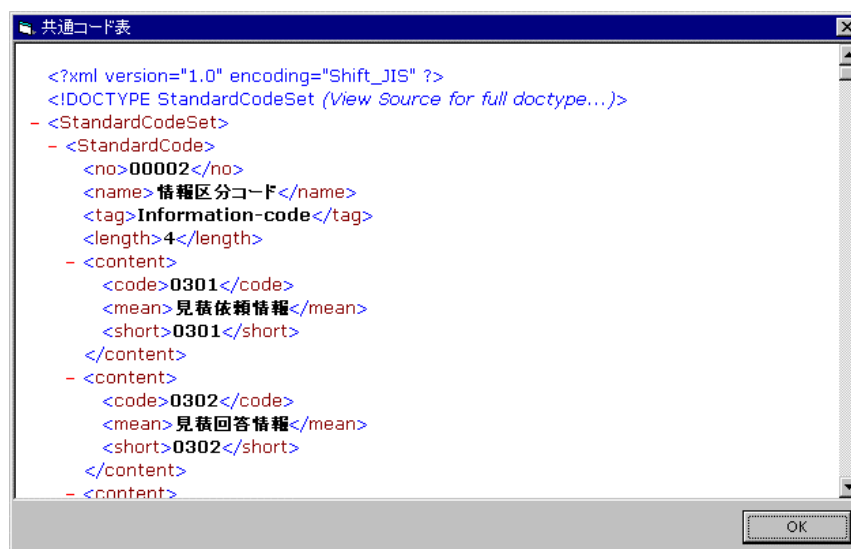 共通コード表
<?xml version="1.0" encoding="Shift_JIS" ?>
<!DOCTYPE StandardCodeSet (View Source for full doctype...)>
- <StandardCodeSet>
- <StandardCode>
<no>00002</no>
<name>情報区分コード</name>
<tag>Information-code</tag>
<length>4</length>
- <content>
<code>0301</code>
<mean>見積依頼情報</mean>
<short>0301</short>
</content>
- <content>
<code>0302</code>
<mean>見積回答情報</mean>
<short>0302</short>
</content>
- <content>
OK